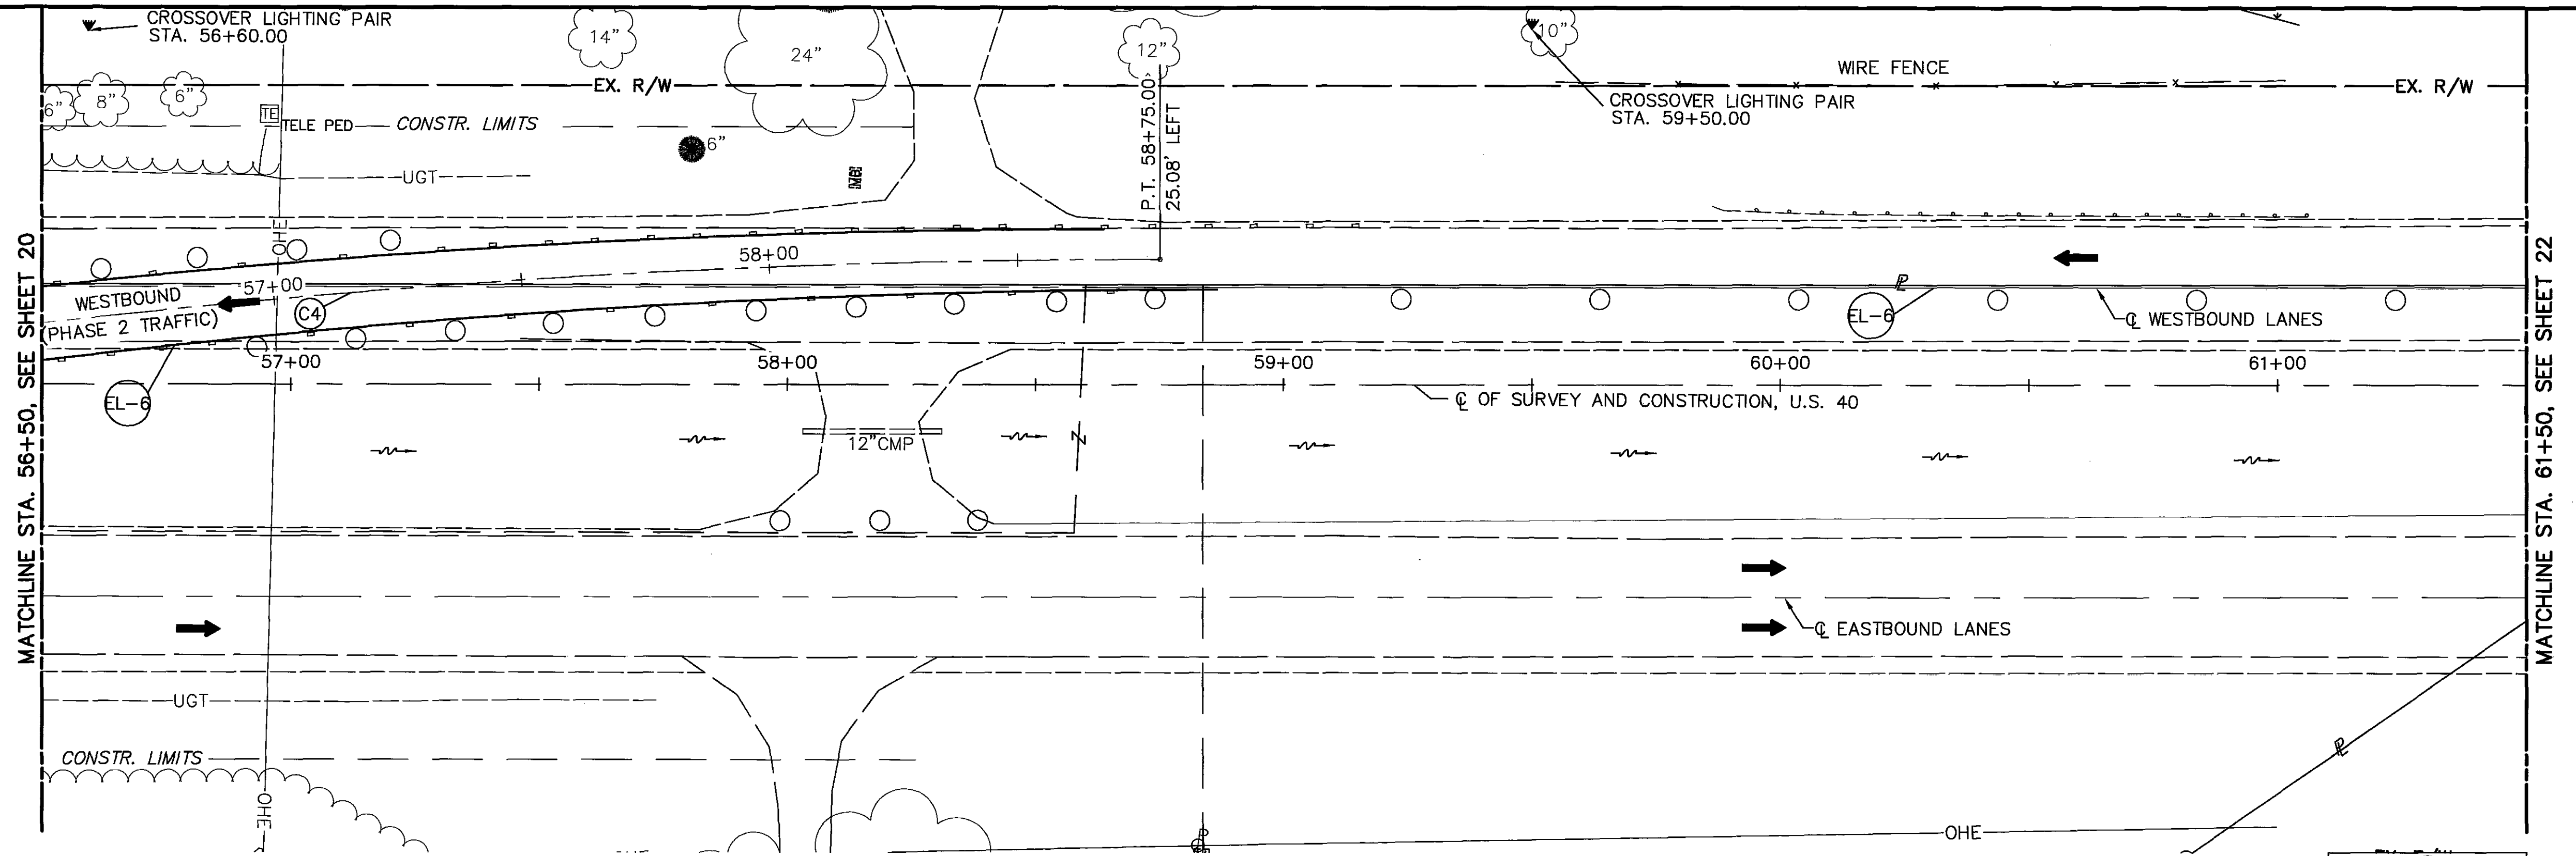 CROSSOVER LIGHTING PAIR
STA. 56+60.00
14"
24"
12"
10"
WIRE FENCE
EX. R/W
EX. R/W
6"
8"
6"
CROSSOVER LIGHTING PAIR
STA. 59+50.00
TE
TELE PED
CONSTR. LIMITS
6"
UGT
P.T. 58+75.00
25.08' LEFT
OHE
58+00
57+00
WESTBOUND
(PHASE 2 TRAFFIC)
C4
EL-6
℄ WESTBOUND LANES
57+00
58+00
59+00
60+00
61+00
EL-6
℄ OF SURVEY AND CONSTRUCTION, U.S. 40
12"CMP
℄ EASTBOUND LANES
UGT
CONSTR. LIMITS
OHE
OHE
MATCHLINE STA. 56+50, SEE SHEET 20
MATCHLINE STA. 61+50, SEE SHEET 22